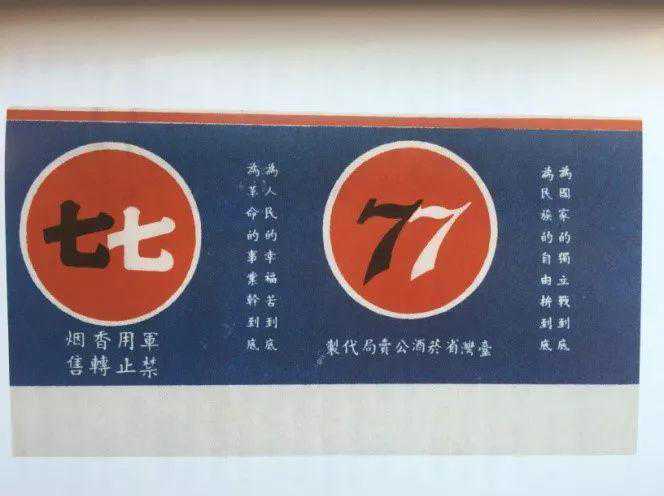 七七
軍用香烟
禁止轉售
為人民的幸福苦到底
為革命的事業幹到底
77
臺灣省菸酒公賣局代製
為國家的獨立戰到底
為民族的自由拚到底